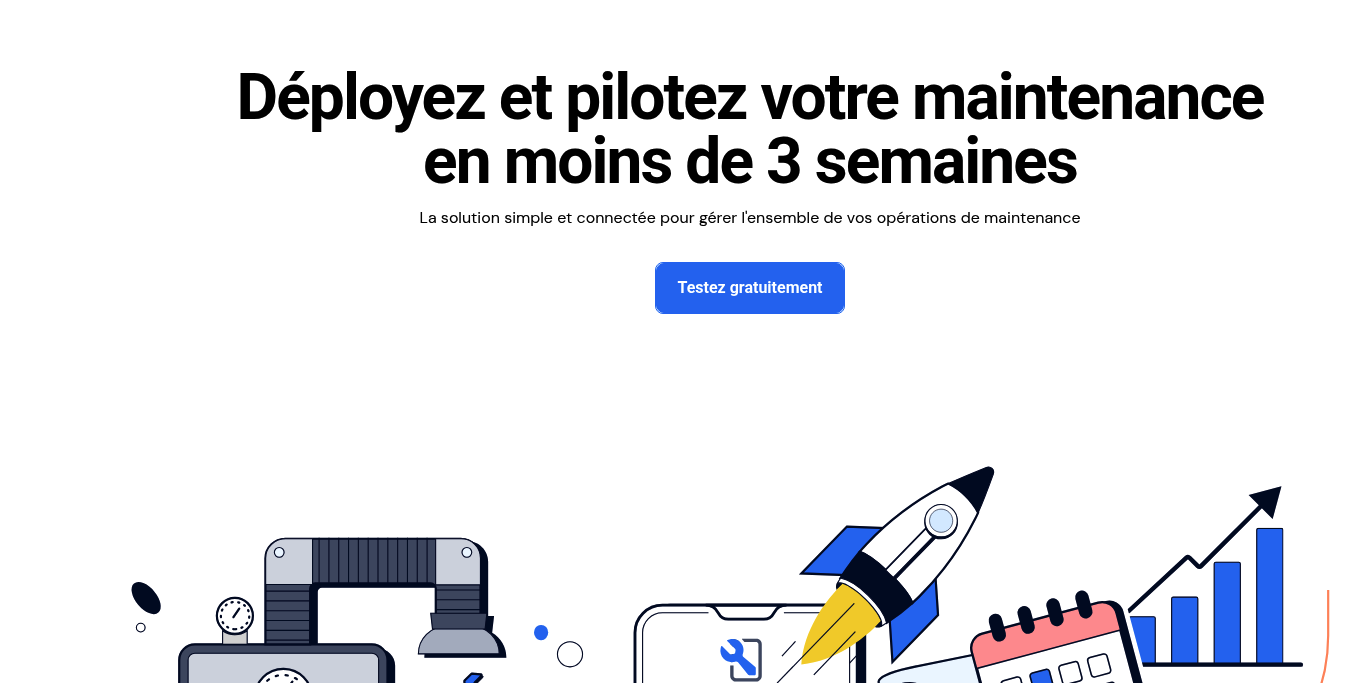 Déployez et pilotez votre maintenance
en moins de 3 semaines
La solution simple et connectée pour gérer l'ensemble de vos opérations de maintenance
Testez gratuitement